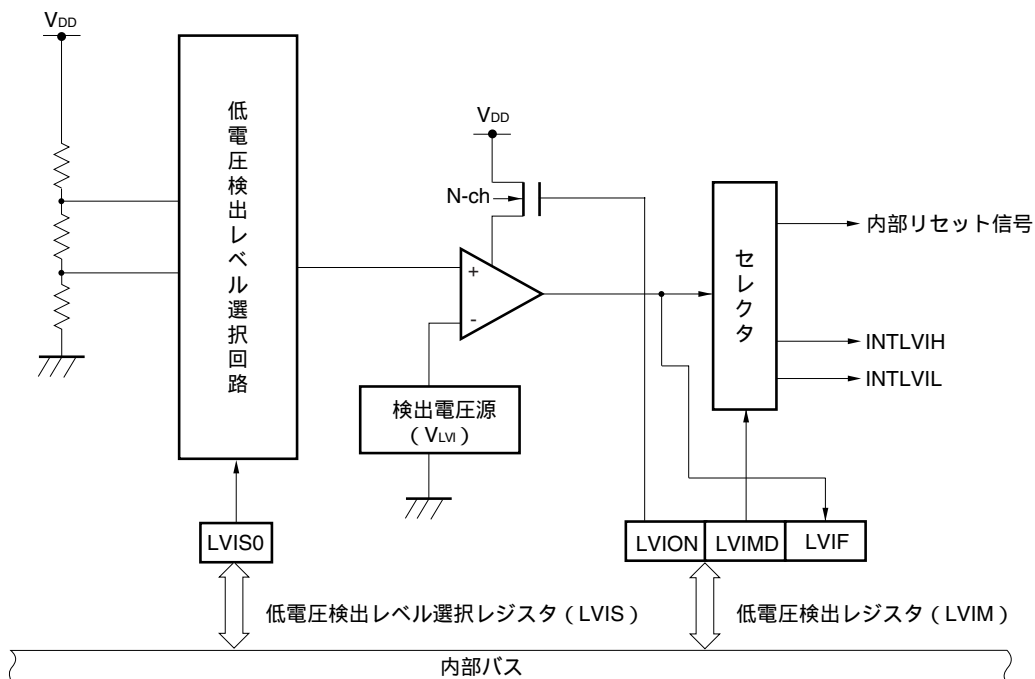 VDD
低電圧検出レベル選択回路
VDD
N-ch
+
-
検出電圧源
（VLVI）
セレクタ
内部リセット信号
INTLVIH
INTLVIL
LVIS0
LVION
LVIMD
LVIF
低電圧検出レベル選択レジスタ（LVIS）
低電圧検出レジスタ（LVIM）
内部バス